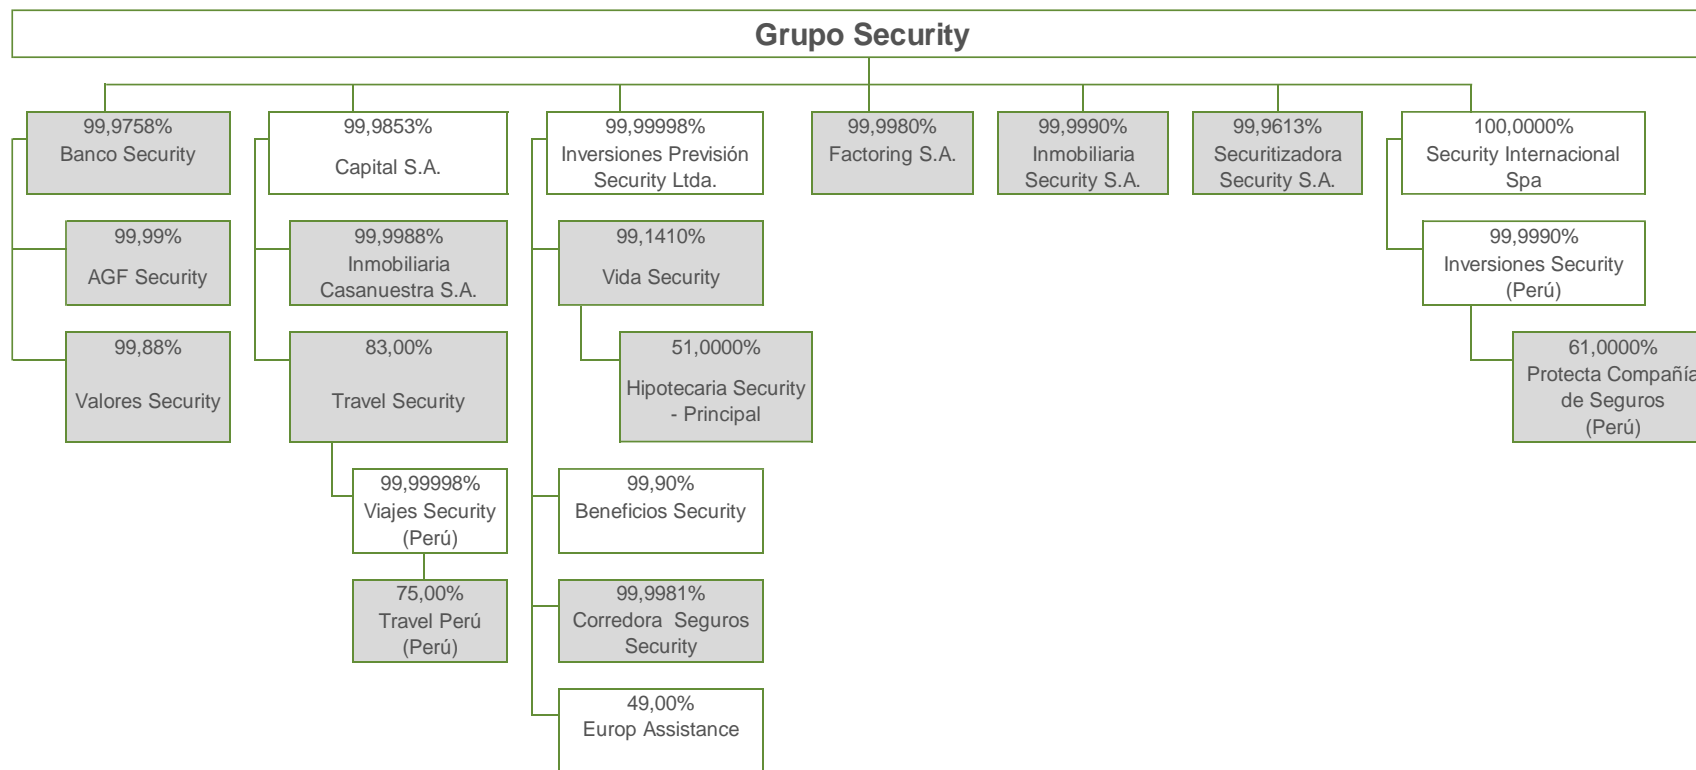 Grupo Security
99,9758%
Banco Security
99,9853%
Capital S.A.
99,99998%
Inversiones Previsión
Security Ltda.
99,9980%
Factoring S.A.
99,9990%
Inmobiliaria
Security S.A.
99,9613%
Securitizadora
Security S.A.
100,0000%
Security Internacional
Spa
99,99%
AGF Security
99,9988%
Inmobiliaria
Casanuestra S.A.
99,1410%
Vida Security
99,9990%
Inversiones Security
(Perú)
99,88%
Valores Security
83,00%
Travel Security
51,0000%
Hipotecaria Security
- Principal
61,0000%
Protecta Compañía
de Seguros
(Perú)
99,99998%
Viajes Security
(Perú)
99,90%
Beneficios Security
75,00%
Travel Perú
(Perú)
99,9981%
Corredora  Seguros
Security
49,00%
Europ Assistance